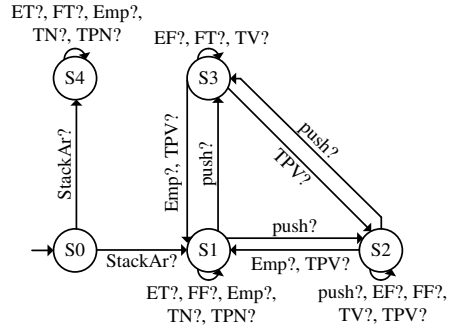 ET?, FT?, Emp?,
TN?, TPN?
EF?, FT?, TV?
S4
S3
StackAr?
Emp?, TPV?
push?
TPV?
push?
S0
StackAr?
S1
push?
Emp?, TPV?
S2
ET?, FF?, Emp?,
TN?, TPN?
push?, EF?, FF?,
TV?, TPV?